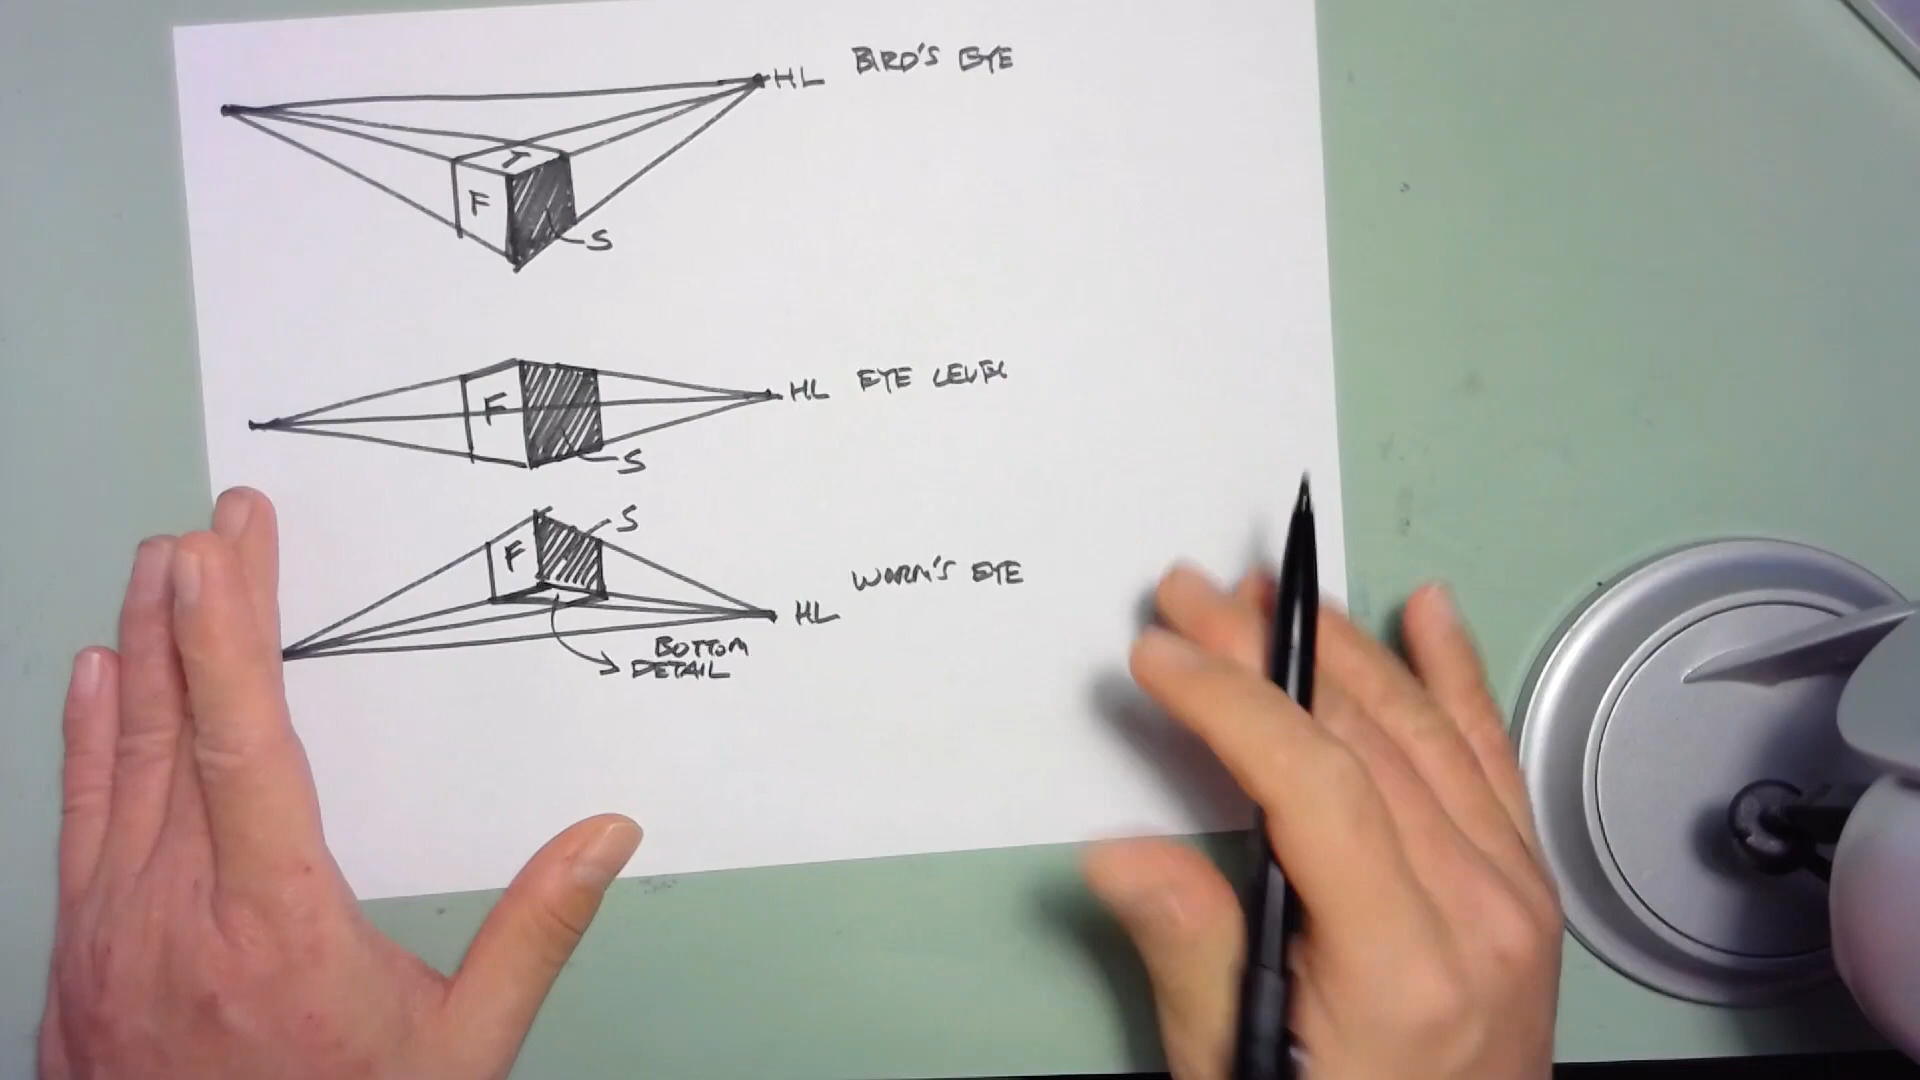 HL BIRD'S EYE
T
F
S
HL EYE LEVEL
F
S
S
F
WORM'S EYE
HL
BOTTOM
DETAIL